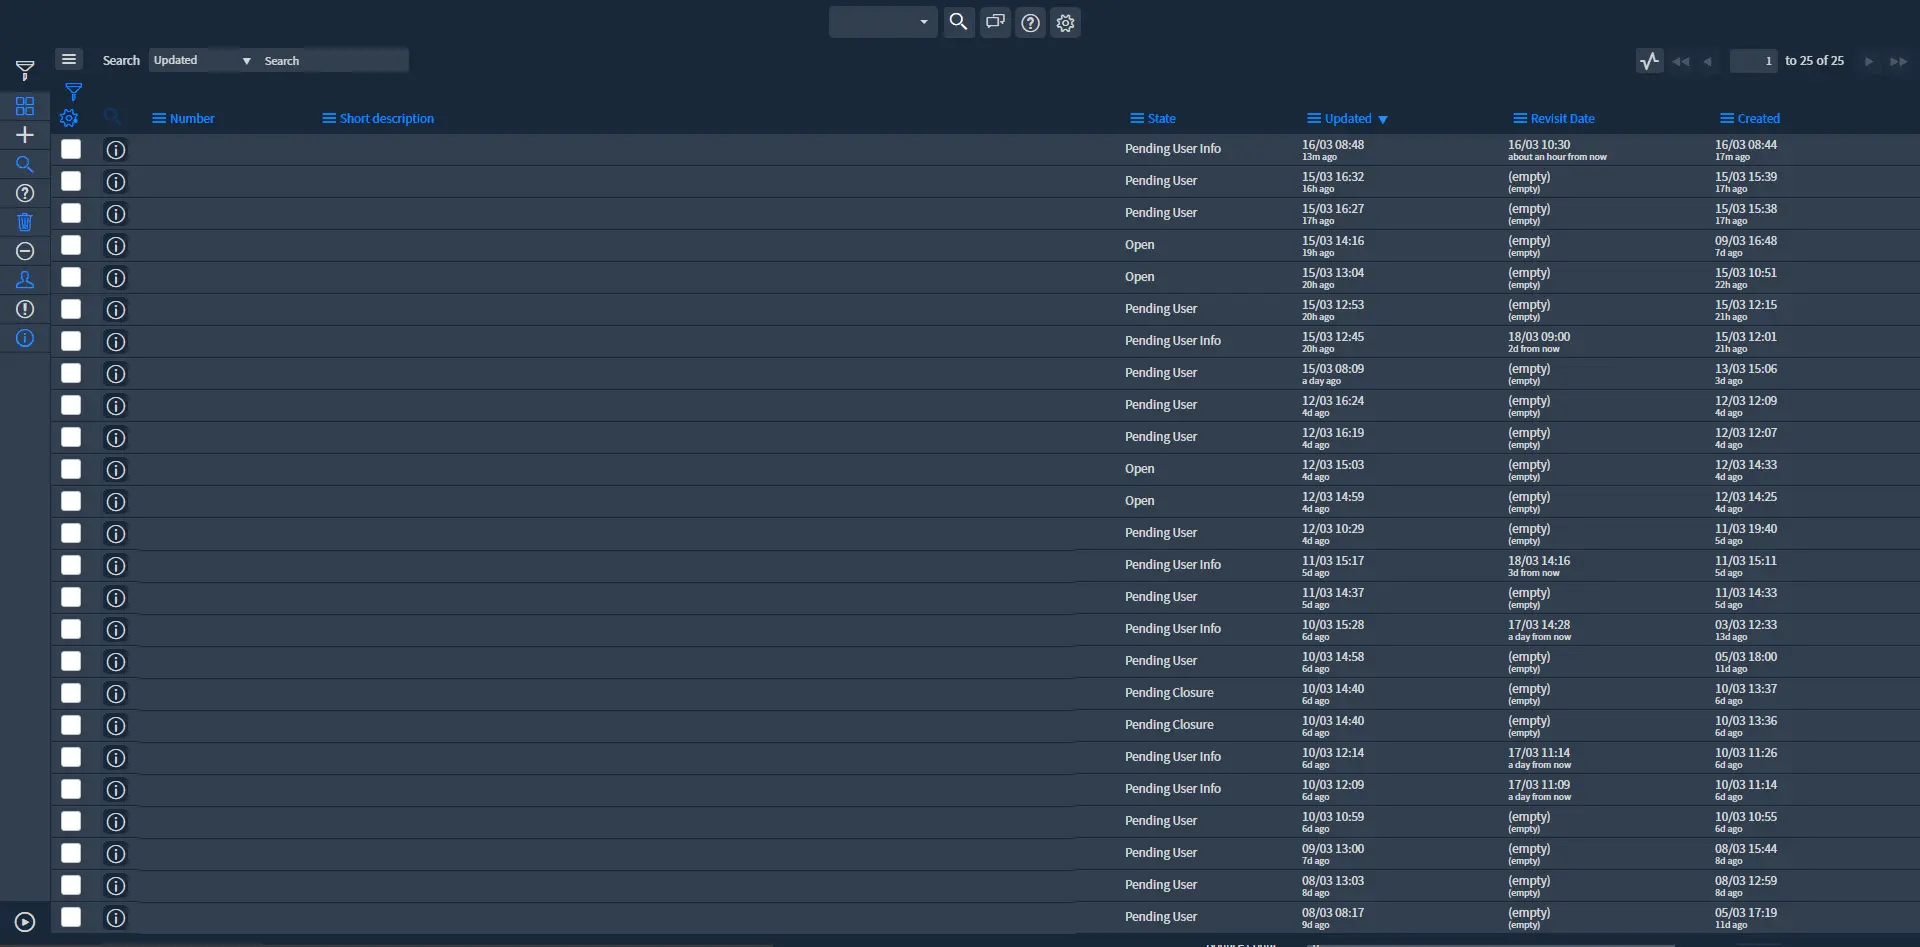 Search Updated ▼ Search 1 to 25 of 25
Number Short description State Updated ▼ Revisit Date Created
Pending User Info 16/03 08:48 16/03 10:30 16/03 08:44
13m ago about an hour from now 17m ago
Pending User 15/03 16:32 (empty) 15/03 15:39
16h ago (empty) 17h ago
Pending User 15/03 16:27 (empty) 15/03 15:38
17h ago (empty) 17h ago
Open 15/03 14:16 (empty) 09/03 16:48
19h ago (empty) 7d ago
Open 15/03 13:04 (empty) 15/03 10:51
20h ago (empty) 22h ago
Pending User 15/03 12:53 (empty) 15/03 12:15
20h ago (empty) 21h ago
Pending User Info 15/03 12:45 18/03 09:00 15/03 12:01
20h ago 2d from now 21h ago
Pending User 15/03 08:09 (empty) 13/03 15:06
a day ago (empty) 3d ago
Pending User 12/03 16:24 (empty) 12/03 12:09
4d ago (empty) 4d ago
Pending User 12/03 16:19 (empty) 12/03 12:07
4d ago (empty) 4d ago
Open 12/03 15:03 (empty) 12/03 14:33
4d ago (empty) 4d ago
Open 12/03 14:59 (empty) 12/03 14:25
4d ago (empty) 4d ago
Pending User 12/03 10:29 (empty) 11/03 19:40
4d ago (empty) 5d ago
Pending User Info 11/03 15:17 18/03 14:16 11/03 15:11
5d ago 3d from now 5d ago
Pending User 11/03 14:37 (empty) 11/03 14:33
5d ago (empty) 5d ago
Pending User Info 10/03 15:28 17/03 14:28 03/03 12:33
6d ago a day from now 13d ago
Pending User 10/03 14:58 (empty) 05/03 18:00
6d ago (empty) 11d ago
Pending Closure 10/03 14:40 (empty) 10/03 13:37
6d ago (empty) 6d ago
Pending Closure 10/03 14:40 (empty) 10/03 13:36
6d ago (empty) 6d ago
Pending User Info 10/03 12:14 17/03 11:14 10/03 11:26
6d ago a day from now 6d ago
Pending User Info 10/03 12:09 17/03 11:09 10/03 11:14
6d ago a day from now 6d ago
Pending User 10/03 10:59 (empty) 10/03 10:55
6d ago (empty) 6d ago
Pending User 09/03 13:00 (empty) 08/03 15:44
7d ago (empty) 8d ago
Pending User 08/03 13:03 (empty) 08/03 12:59
8d ago (empty) 8d ago
Pending User 08/03 08:17 (empty) 05/03 17:19
9d ago (empty) 11d ago